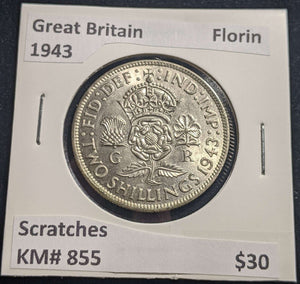 Great Britain Florin
1943
FID:DEF: IND:IMP.1943
G R
TWO SHILLINGS
Scratches
KM# 855 $30